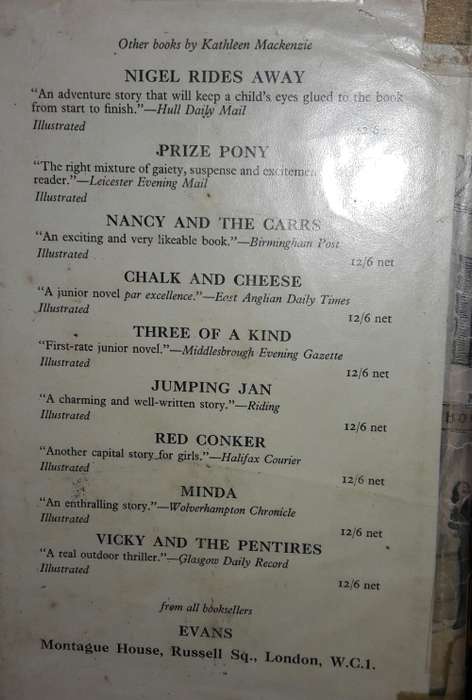 Other books by Kathleen Mackenzie
NIGEL RIDES AWAY
"An adventure story that will keep a child's eyes glued to the book
from start to finish."—Hull Daily Mail
Illustrated
12/6
PRIZE PONY
"The right mixture of gaiety, suspense and
reader."—Leicester Evening Mail
Illustrated
NANCY AND THE CARRS
"An exciting and very likeable book."—Birmingham Post
Illustrated
12/6 net
CHALK AND CHEESE
"A junior novel par excellence."—East Anglian Daily Times
Illustrated
12/6 net
THREE OF A KIND
"First-rate junior novel."—Middlesbrough Evening Gazette
Illustrated
12/6 net
JUMPING JAN
"A charming and well-written story."—Riding
Illustrated
12/6 net
RED CONKER
"Another capital story for girls."—Halifax Courier
Illustrated
12/6 net
MINDA
"An enthralling story."—Wolverhampton Chronicle
Illustrated
12/6 net
VICKY AND THE PENTIRES
"A real outdoor thriller."—Glasgow Daily Record
Illustrated
12/6 net
from all booksellers
EVANS
Montague House, Russell Sq., London, W.C.1.